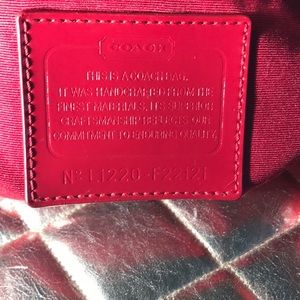 COACH
THIS IS A COACH BAG.
IT WAS HANDCRAFTED FROM THE
FINEST MATERIALS. ITS SUPERIOR
CRAFTSMANSHIP REFLECTS OUR
COMMITMENT TO ENDURING QUALITY.
Nº L1220-F22121